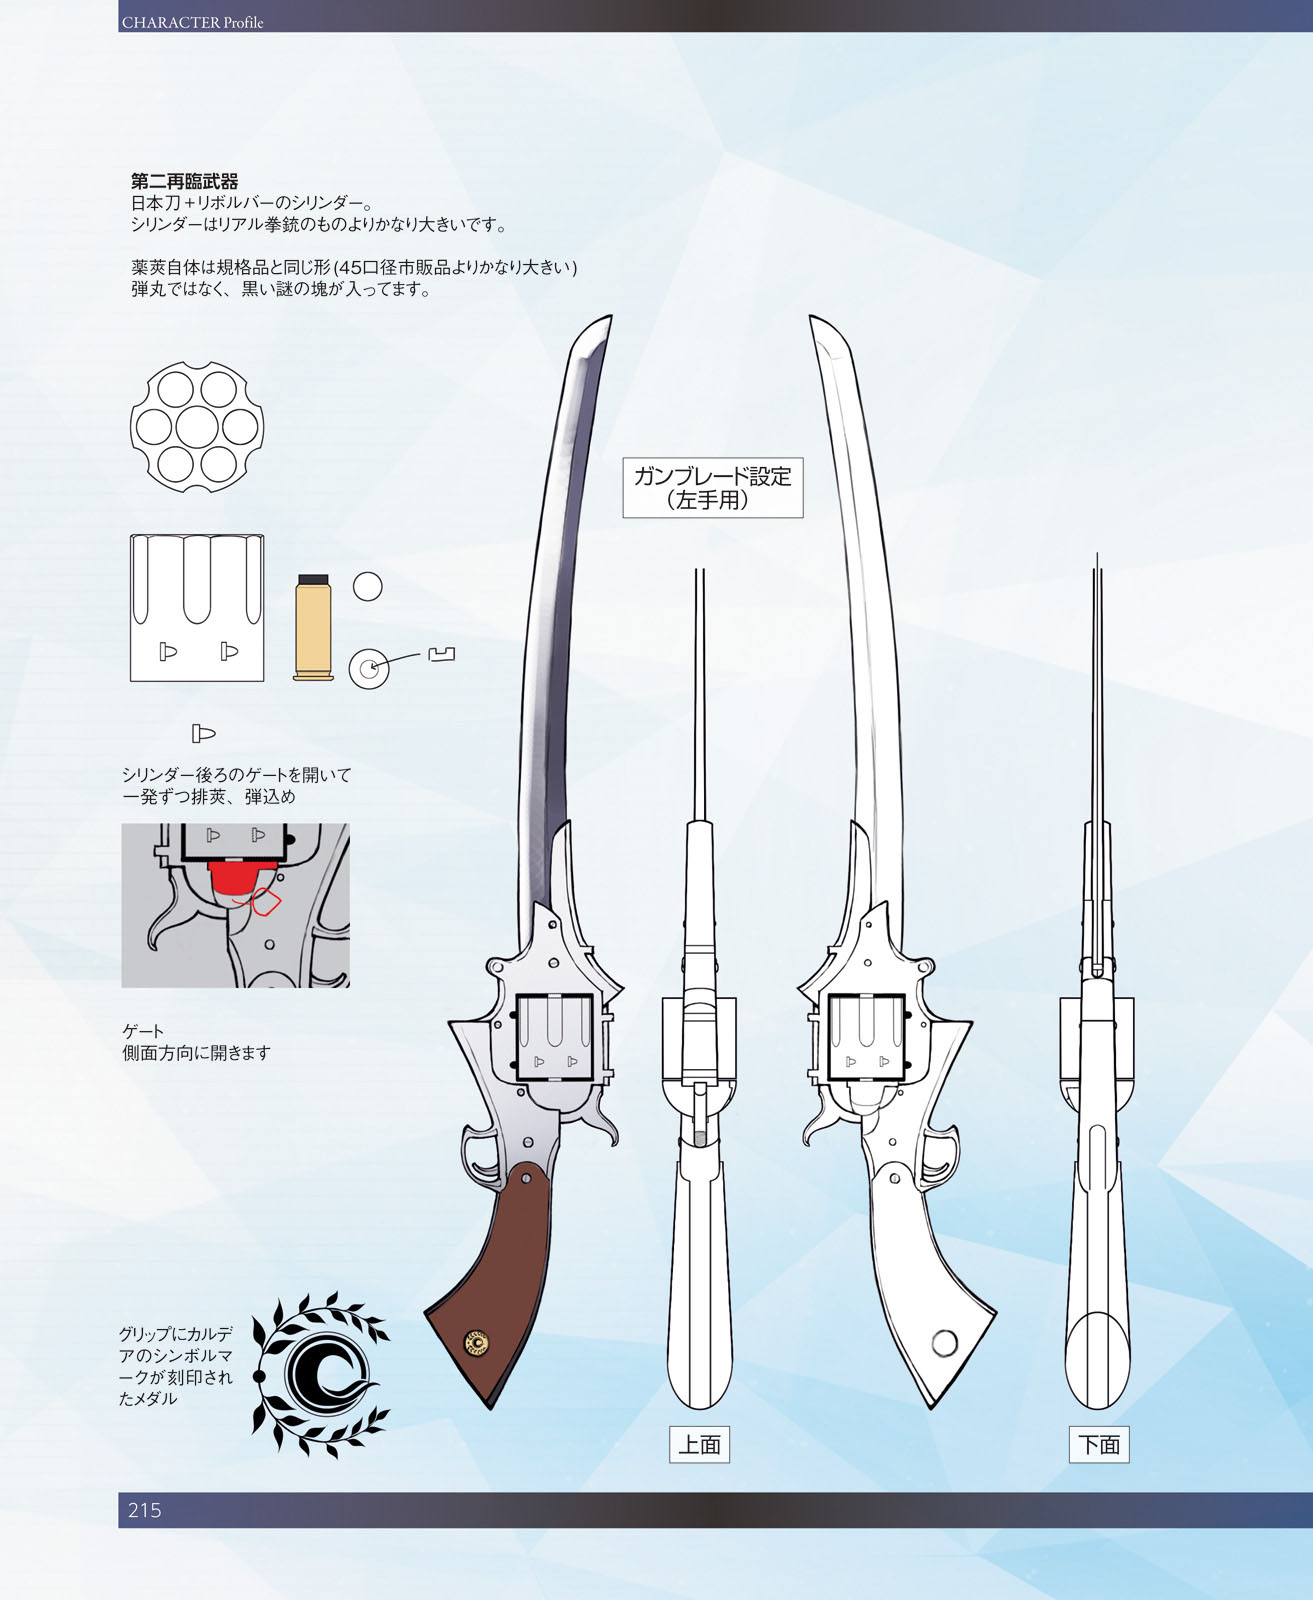 CHARACTER Profile
第二再臨武器
日本刀+リボルバーのシリンダー。
シリンダーはリアル拳銃のものよりかなり大きいです。
薬莢自体は規格品と同じ形(45口径市販品よりかなり大きい)
弾丸ではなく、黒い謎の塊が入ってます。
ガンブレード設定
(左手用)
シリンダー後ろのゲートを開いて
一発ずつ排莢、弾込め
ゲート
側面方向に開きます
グリップにカルデ
アのシンボルマ
ークが刻印され
たメダル
上面
下面
215